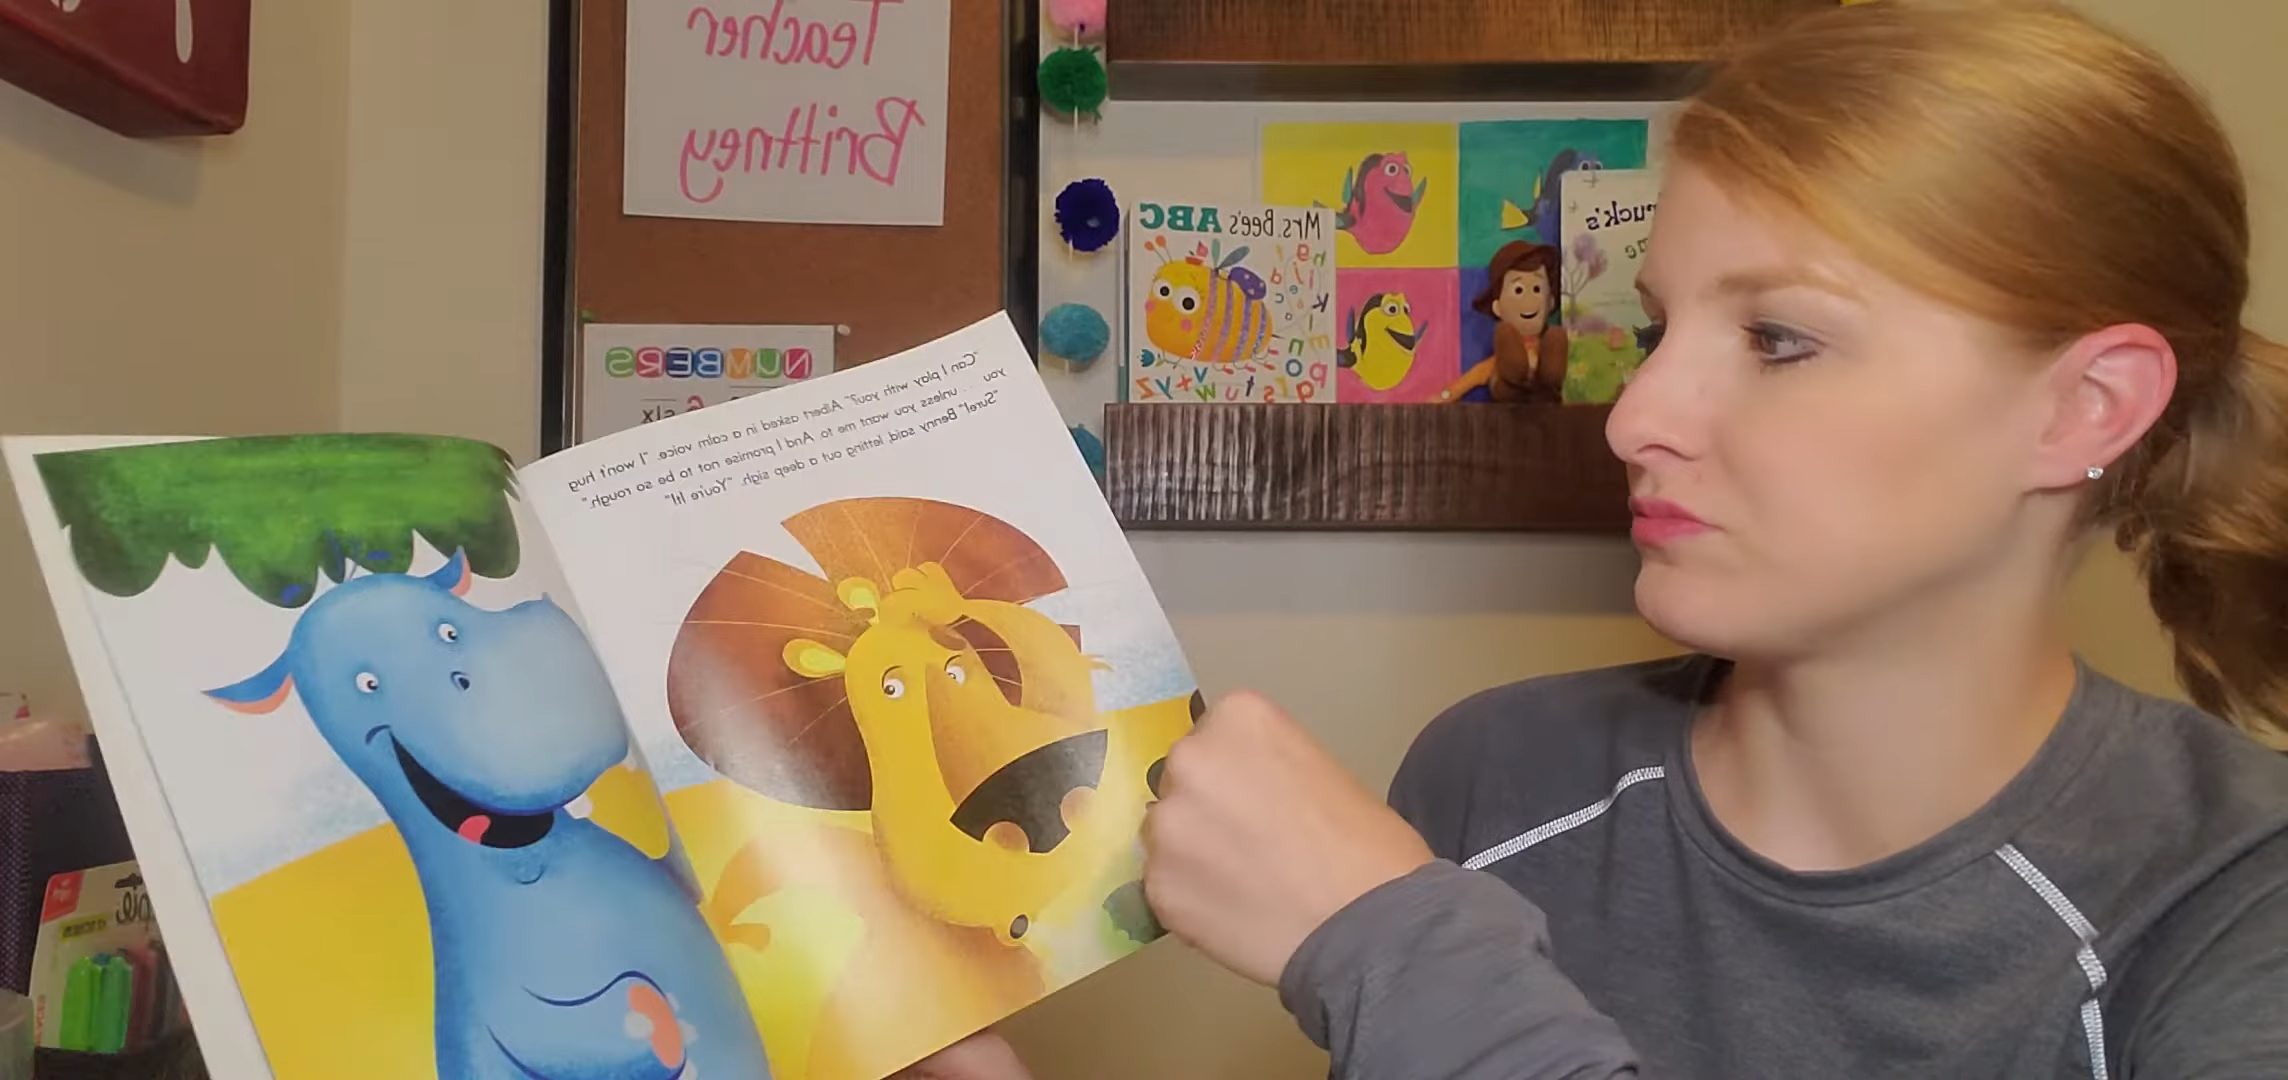 Teacher
Brittney
Mrs. Bee's ABC
NUMBERS
six
"Can I play with you?" Albert asked in a calm voice. "I won't hug
you . . . unless you want me to. And I promise not to be so rough."
"Sure!" Benny said, letting out a deep sigh. "You're It!"